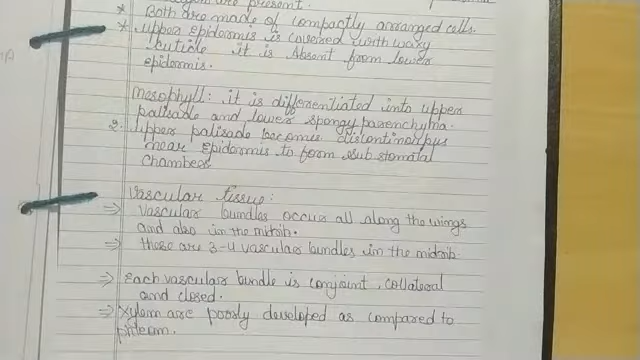 are present.
* Both are made of compactly arranged cells.
* Upper epidermis is covered with waxy
cuticle it is absent from lower
epidermis.
Mesophyll: it is differentiated into upper
palisade and lower spongy parenchyma.
2. Upper palisade becomes discontinuous
near epidermis to form sub stomatal
chambers
Vascular tissue:
⇒ Vascular bundles occur all along the wings
and also in the midrib.
⇒ these are 3-4 vascular bundles in the midrib
⇒ Each vascular bundle is conjoint, collateral
and closed.
⇒ Xylem are poorly developed as compared to
phloem.